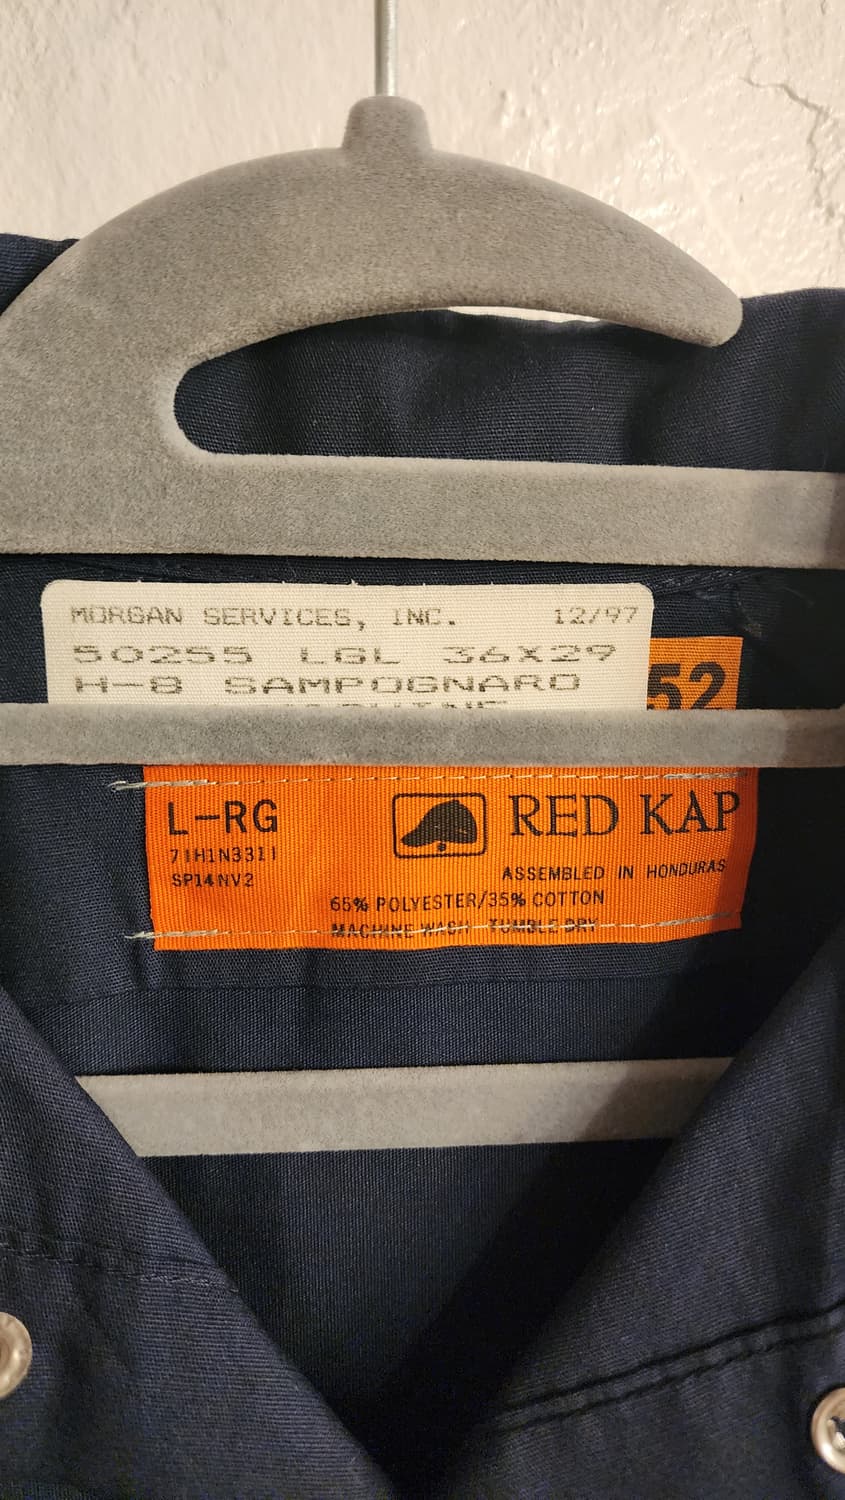 MORGAN SERVICES, INC. 12/97
50255 LGL 36X29
H-8 SAMPOGNARO
52
L-RG
RED KAP
71H1N3311
SP14NV2
ASSEMBLED IN HONDURAS
65% POLYESTER/35% COTTON
MACHINE WASH TUMBLE DRY